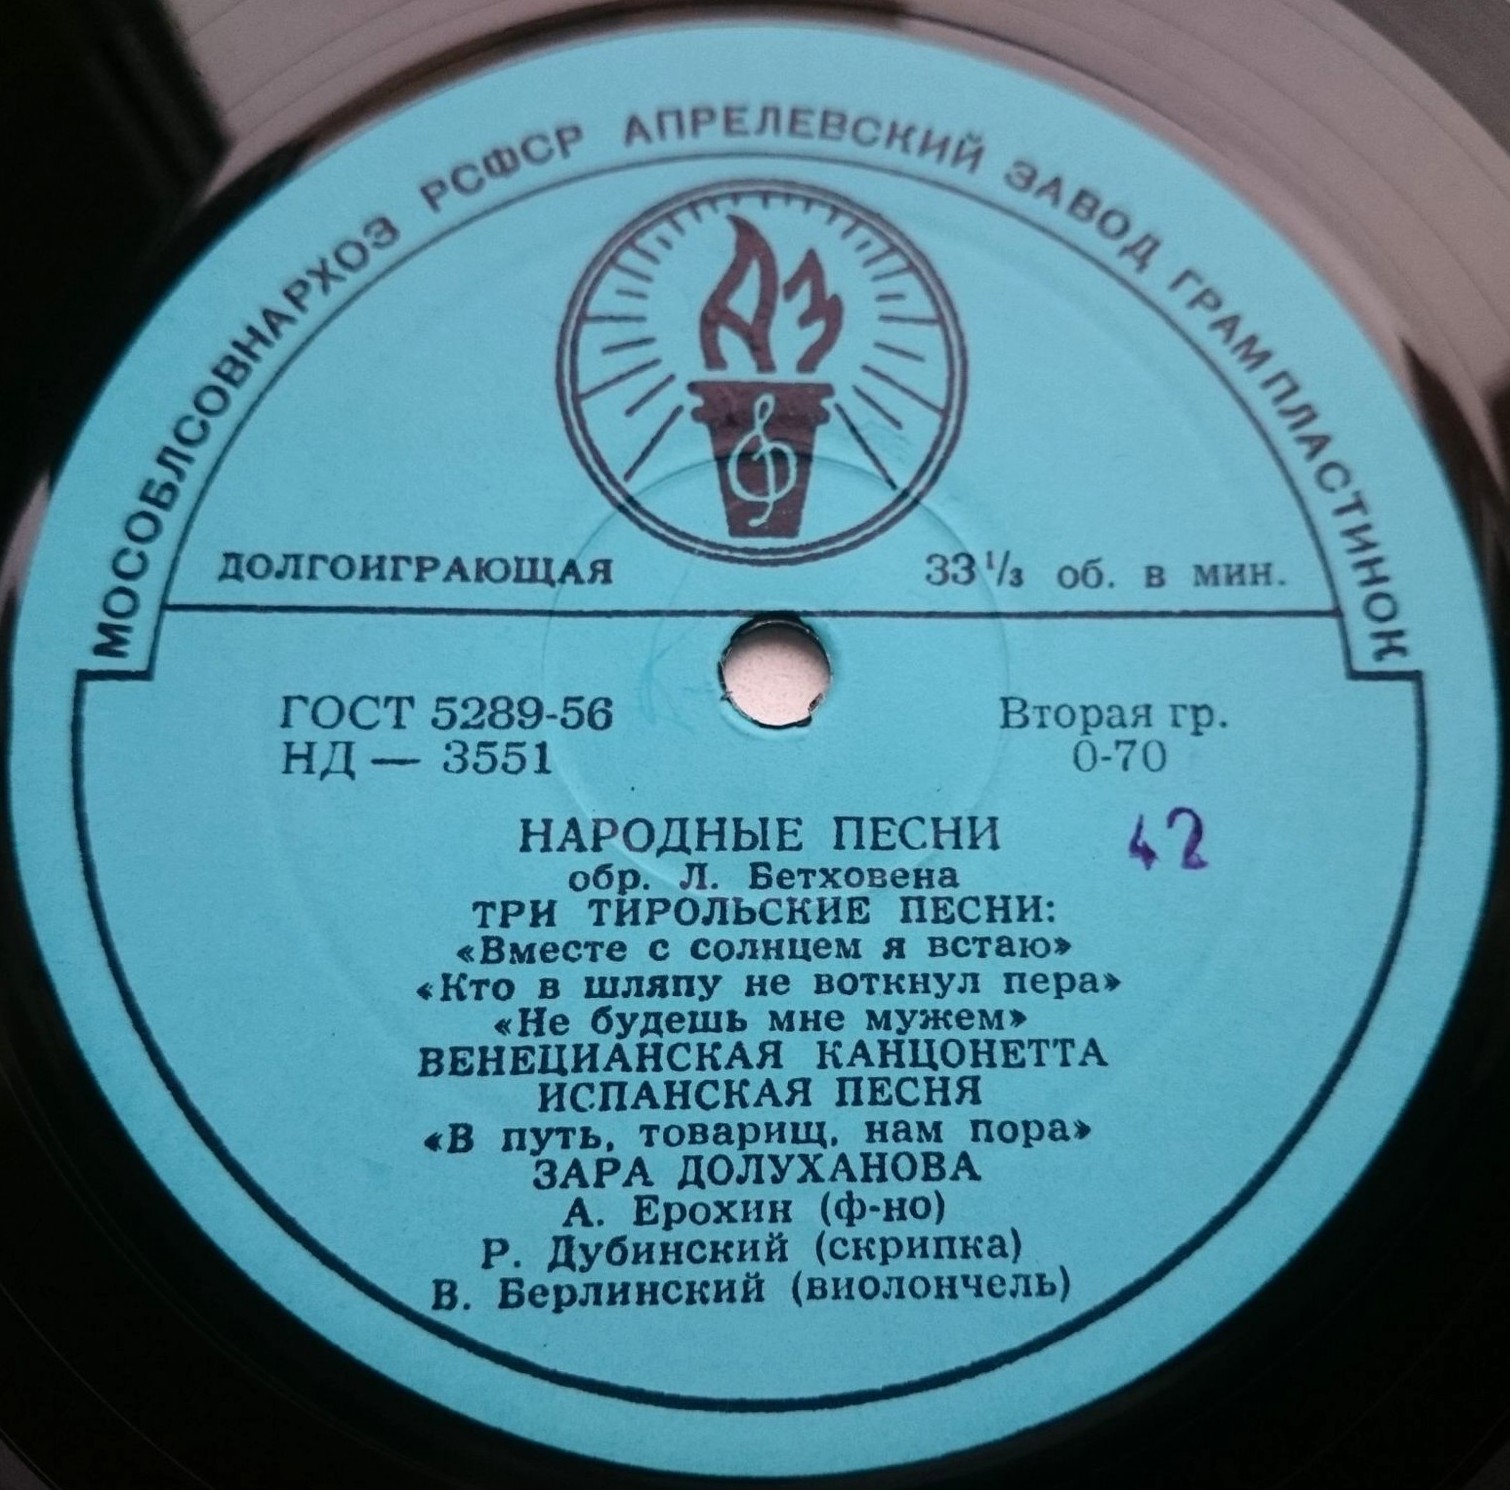 МОСОБЛСОВНАРХОЗ РСФСР АПРЕЛЕВСКИЙ ЗАВОД ГРАМПЛАСТИНОК
АЗ
ДОЛГОИГРАЮЩАЯ 33 1/3 об. в мин.
ГОСТ 5289-56 Вторая гр.
НД — 3551 0-70
НАРОДНЫЕ ПЕСНИ 42
обр. Л. Бетховена
ТРИ ТИРОЛЬСКИЕ ПЕСНИ:
«Вместе с солнцем я встаю»
«Кто в шляпу не воткнул пера»
«Не будешь мне мужем»
ВЕНЕЦИАНСКАЯ КАНЦОНЕТТА
ИСПАНСКАЯ ПЕСНЯ
«В путь, товарищ, нам пора»
ЗАРА ДОЛУХАНОВА
А. Ерохин (ф-но)
Р. Дубинский (скрипка)
В. Берлинский (виолончель)